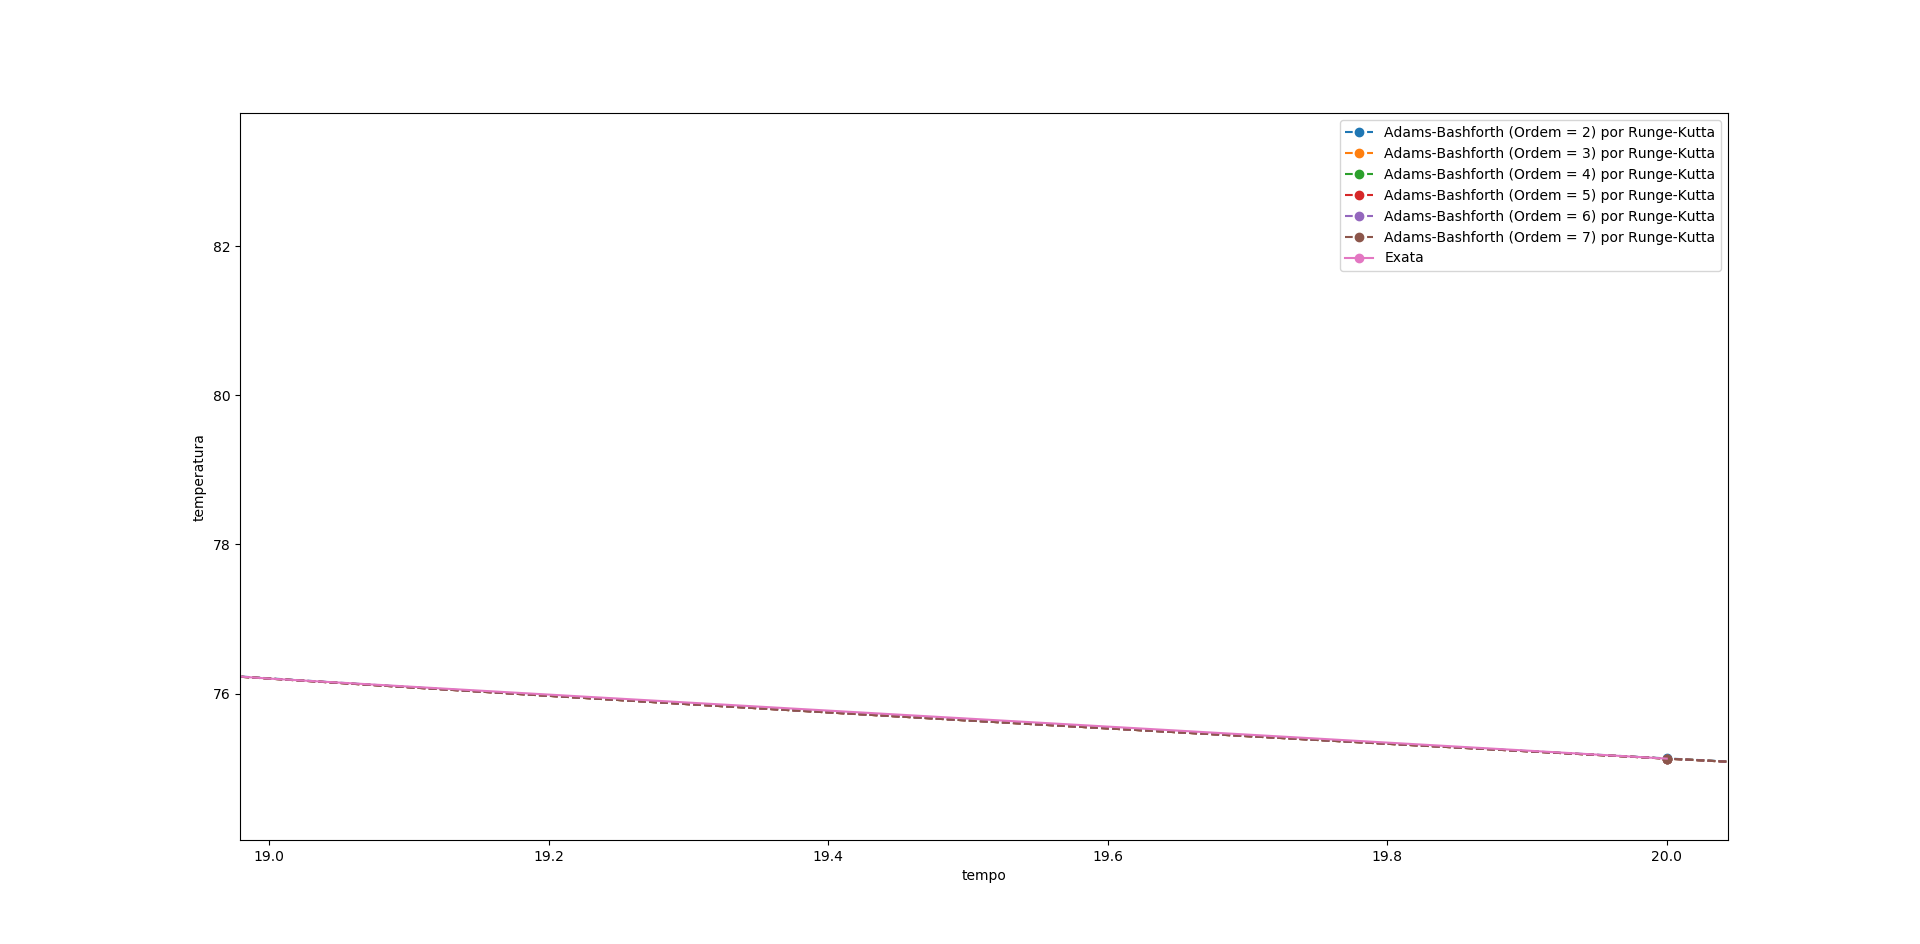 Adams-Bashforth (Ordem = 2) por Runge-Kutta
Adams-Bashforth (Ordem = 3) por Runge-Kutta
Adams-Bashforth (Ordem = 4) por Runge-Kutta
Adams-Bashforth (Ordem = 5) por Runge-Kutta
Adams-Bashforth (Ordem = 6) por Runge-Kutta
Adams-Bashforth (Ordem = 7) por Runge-Kutta
Exata
82
80
78
76
temperatura
19.0 19.2 19.4 19.6 19.8 20.0
tempo